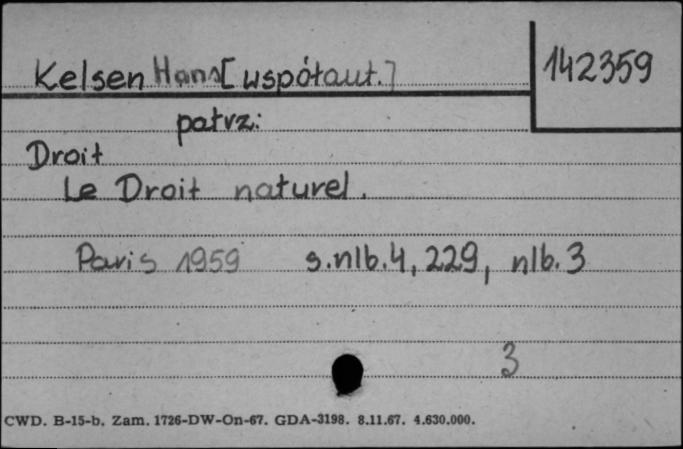 Kelsen Hans [współaut.]
142359
patrz:
Droit
Le Droit naturel.
Paris 1959 s.nlb.4, 229, nlb.3
3
CWD. B-15-b. Zam. 1726-DW-On-67. GDA-3198. 8.11.67. 4.630.000.